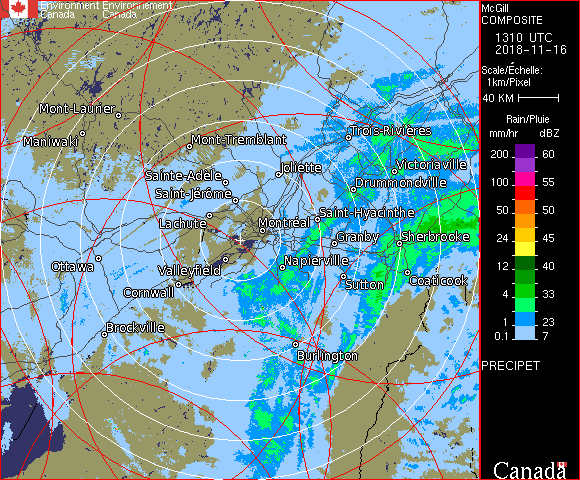 Environment Environnement
Canada Canada
McGill
COMPOSITE
1310 UTC
2018-11-16
Scale/Échelle:
1km/Pixel
40 KM
Rain/Pluie
mm/hr dBZ
200 60
100 55
50 50
50 50
24 45
12 40
4 33
1 23
0.1 7
PRECIPET
Canada
Mont-Laurier
Maniwaki
Mont-Tremblant
Trois-Rivières
Joliette
Victoriaville
Sainte-Adèle
Drummondville
Saint-Jérôme
Saint-Hyacinthe
Lachute
Montréal
Granby
Sherbrooke
Ottawa
Valleyfield
Napierville
Sutton
Coaticook
Cornwall
Brockville
Burlington